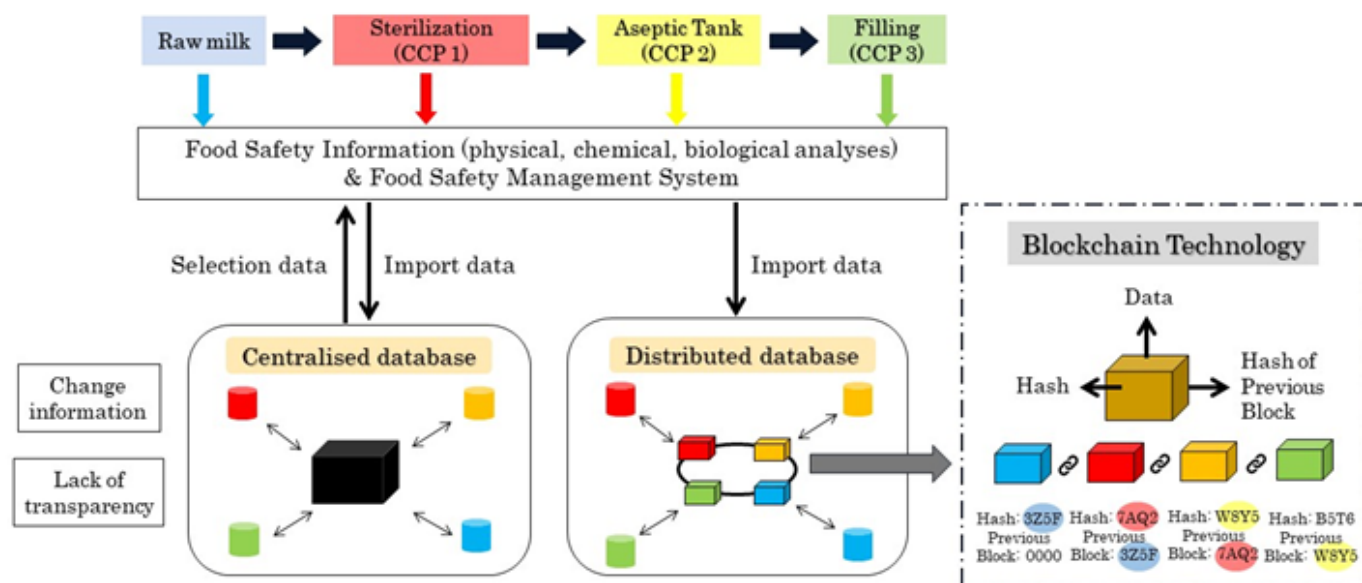 Raw milk
Sterilization
(CCP 1)
Aseptic Tank
(CCP 2)
Filling
(CCP 3)
Food Safety Information (physical, chemical, biological analyses)
& Food Safety Management System
Selection data
Import data
Import data
Change
information
Lack of
transparency
Centralised database
Distributed database
Blockchain Technology
Data
Hash
Hash of
Previous
Block
Hash: 3Z5F
Previous
Block: 0000
Hash: 7AQ2
Previous
Block: 3Z5F
Hash: W8Y5
Previous
Block: 7AQ2
Hash: B5T6
Previous
Block: W8Y5